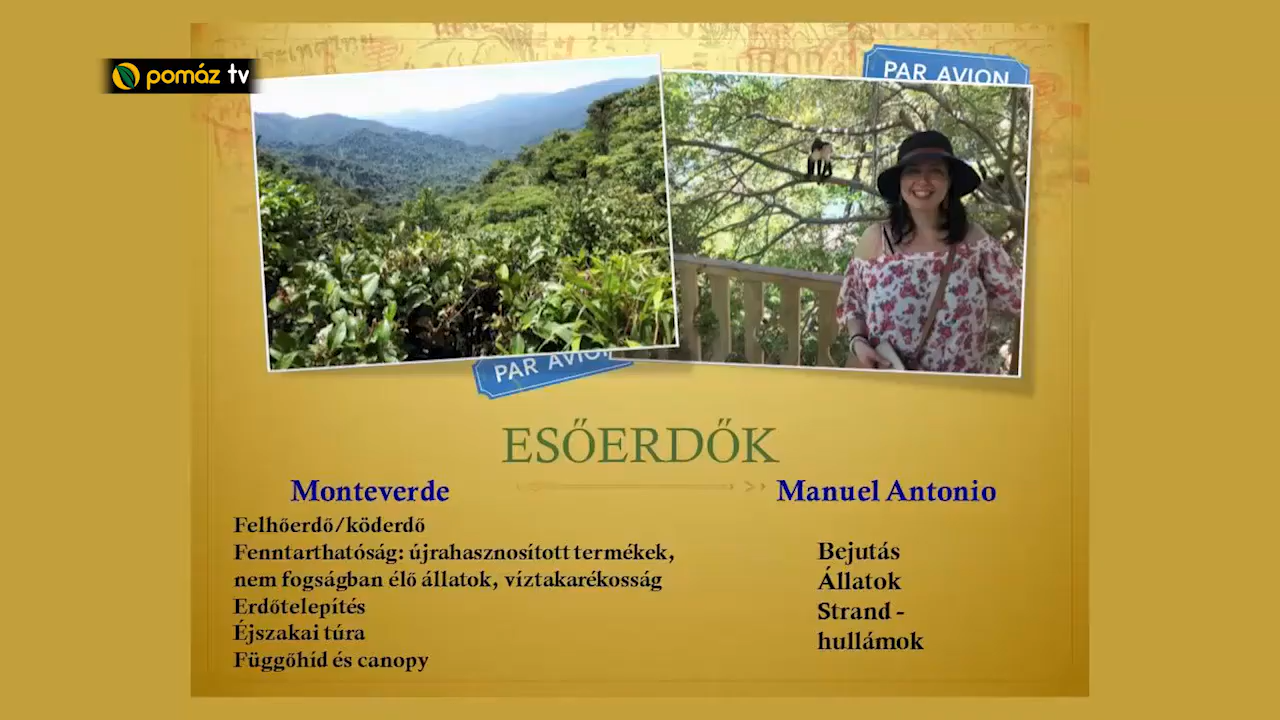 pomáz tv
PAR AVION
PAR AVION
ESŐERDŐK
Monteverde
Felhőerdő/köderdő
Fenntarthatóság: újrahasznosított termékek,
nem fogságban élő állatok, víztakarékosság
Erdőtelepítés
Éjszakai túra
Függőhíd és canopy
Manuel Antonio
Bejutás
Állatok
Strand -
hullámok